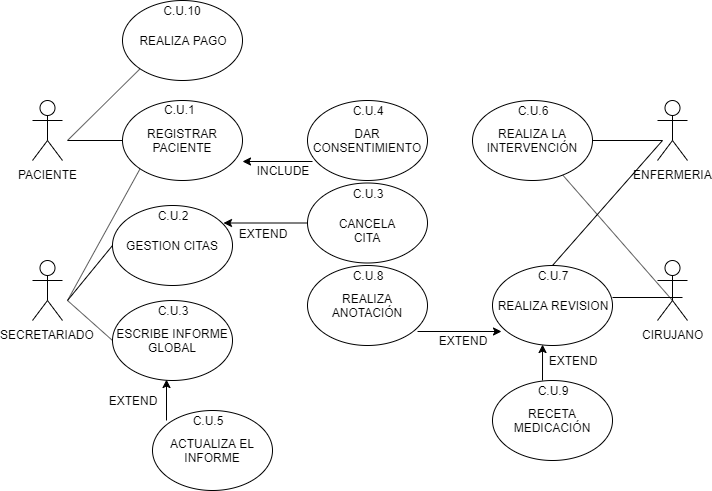 C.U.10
REALIZA PAGO
C.U.1
REGISTRAR
PACIENTE
C.U.4
DAR
CONSENTIMIENTO
C.U.6
REALIZA LA
INTERVENCIÓN
PACIENTE
INCLUDE
ENFERMERIA
C.U.2
GESTION CITAS
C.U.3
CANCELA
CITA
EXTEND
C.U.8
REALIZA
ANOTACIÓN
C.U.7
REALIZA REVISION
SECRETARIADO
C.U.3
ESCRIBE INFORME
GLOBAL
EXTEND
CIRUJANO
EXTEND
EXTEND
C.U.5
ACTUALIZA EL
INFORME
C.U.9
RECETA
MEDICACIÓN